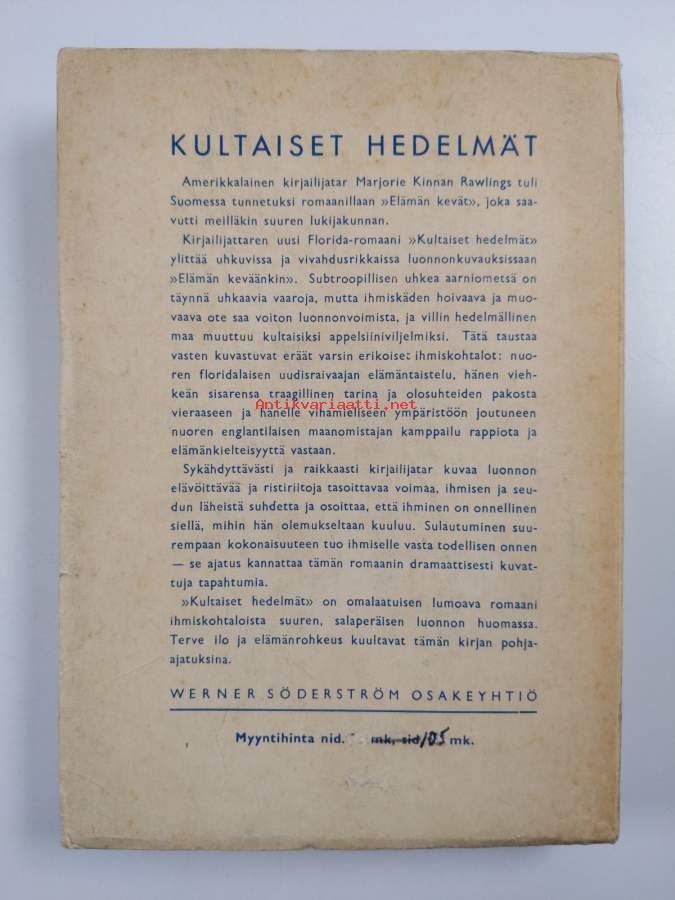 KULTAISET HEDELMÄT
Amerikkalainen kirjailijatar Marjorie Kinnan Rawlings tuli
Suomessa tunnetuksi romaanillaan »Elämän kevät», joka saa-
vutti meilläkin suuren lukijakunnan.
Kirjailijattaren uusi Florida-romaani »Kultaiset hedelmät»
ylittää uhkuvissa ja vivahdusrikkaissa luonnonkuvauksissaan
»Elämän keväänkin». Subtroopillisen uhkea aarniometsä on
täynnä uhkaavia vaaroja, mutta ihmiskäden hoivaava ja muo-
vaava ote saa voiton luonnonvoimista, ja villin hedelmällinen
maa muuttuu kultaisiksi appelsiiniviljelmiksi. Tätä taustaa
vasten kuvastuvat eräät varsin erikoiset ihmiskohtalot: nuo-
ren floridalaisen uudisraivaajan elämäntaistelu, hänen vieh-
keän sisarensa traagillinen tarina ja olosuhteiden pakosta
vieraaseen ja hänelle vihamieliseen ympäristöön joutuneen
Antikvariaatti.net
nuoren englantilaisen maanomistajan kamppailu rappiota ja
elämänkielteisyyttä vastaan.
Sykähdyttävästi ja raikkaasti kirjailijatar kuvaa luonnon
elävöittävää ja ristiriitoja tasoittavaa voimaa, ihmisen ja seu-
dun läheistä suhdetta ja osoittaa, että ihminen on onnellinen
siellä, mihin hän olemukseltaan kuuluu. Sulautuminen suu-
rempaan kokonaisuuteen tuo ihmiselle vasta todellisen onnen
— se ajatus kannattaa tämän romaanin dramaattisesti kuvat-
tuja tapahtumia.
»Kultaiset hedelmät» on omalaatuisen lumoava romaani
ihmiskohtaloista suuren, salaperäisen luonnon huomassa.
Terve ilo ja elämänrohkeus kuultavat tämän kirjan pohja-
ajatuksina.
WERNER SÖDERSTRÖM OSAKEYHTIÖ
Myyntihinta nid. mk, sid. 105 mk.